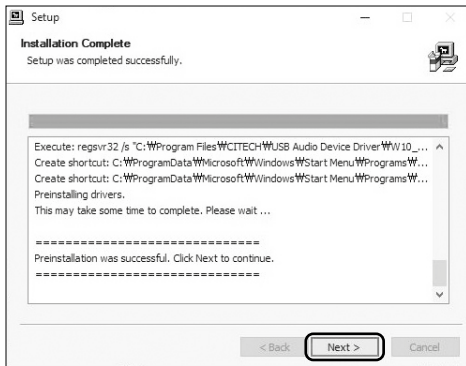 Setup
Installation Complete
Setup was completed successfully.
Execute: regsvr32 /s "C:₩Program Files₩CITECH₩USB Audio Device Driver₩W10_...
Create shortcut: C:₩ProgramData₩Microsoft₩Windows₩Start Menu₩Programs₩...
Create shortcut: C:₩ProgramData₩Microsoft₩Windows₩Start Menu₩Programs₩...
Preinstalling drivers.
This may take some time to complete. Please wait ...
==============================
Preinstallation was successful. Click Next to continue.
==============================
< Back Next > Cancel